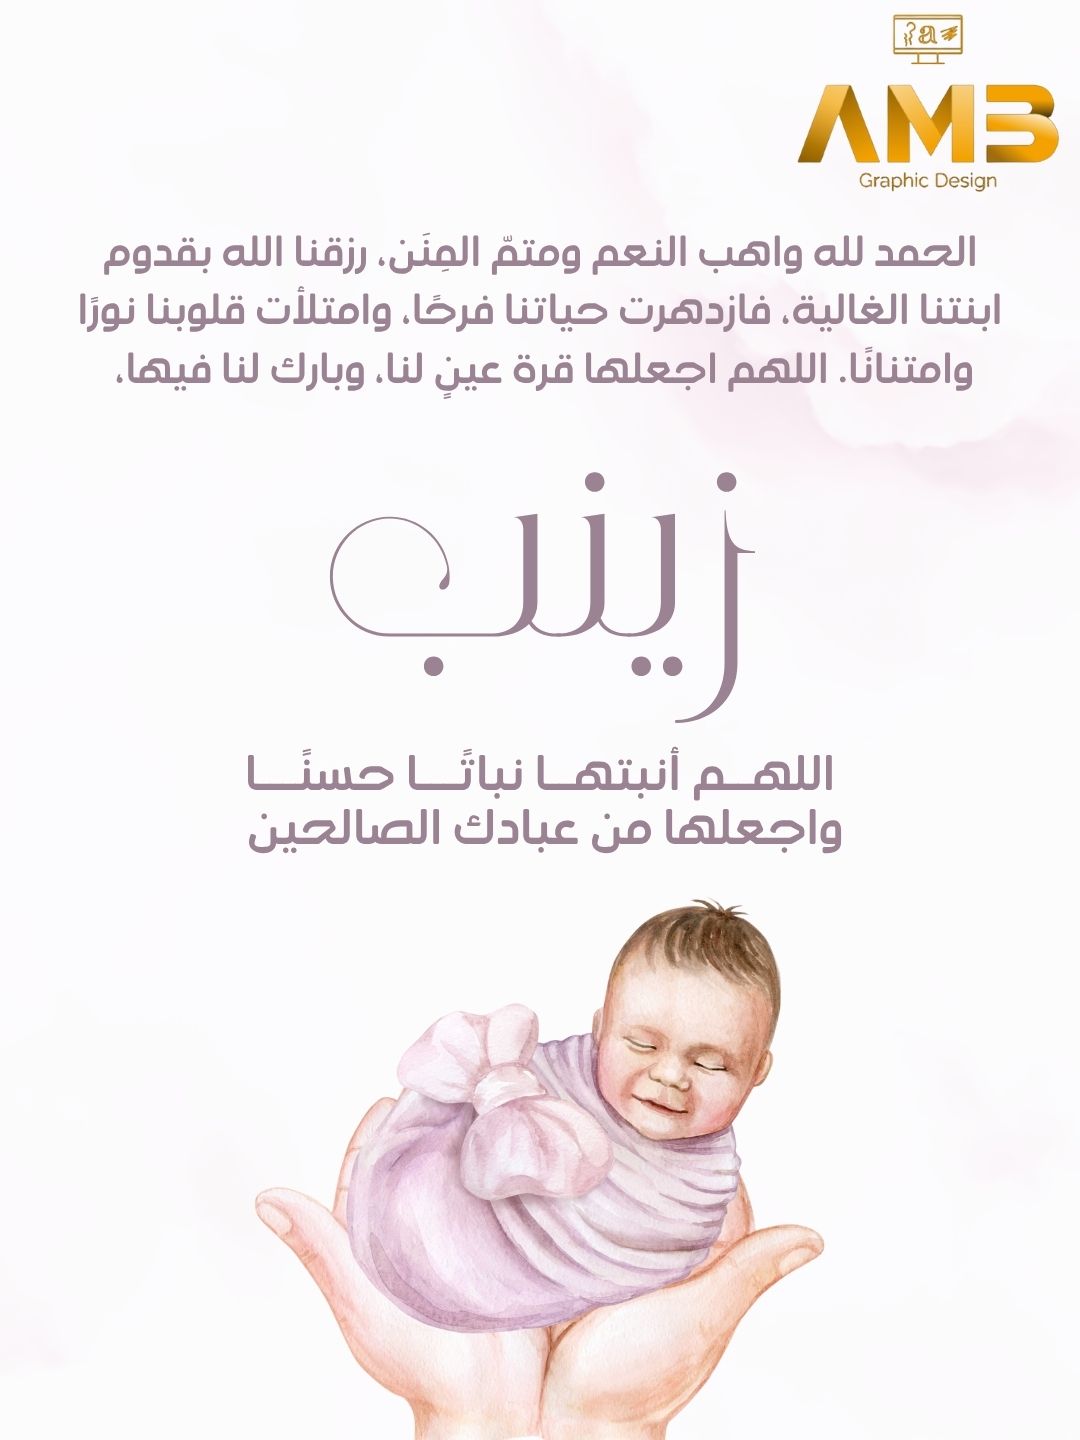 AMB
Graphic Design
الحمد لله واهب النعم ومتمّ المِنَن، رزقنا الله بقدوم
ابنتنا الغالية، فازدهرت حياتنا فرحًا، وامتلأت قلوبنا نورًا
وامتنانًا. اللهم اجعلها قرة عينٍ لنا، وبارك لنا فيها،
زينب
اللهـــم أنبتهـــا نباتًـــا حسنًـــا
واجعلها من عبادك الصالحين